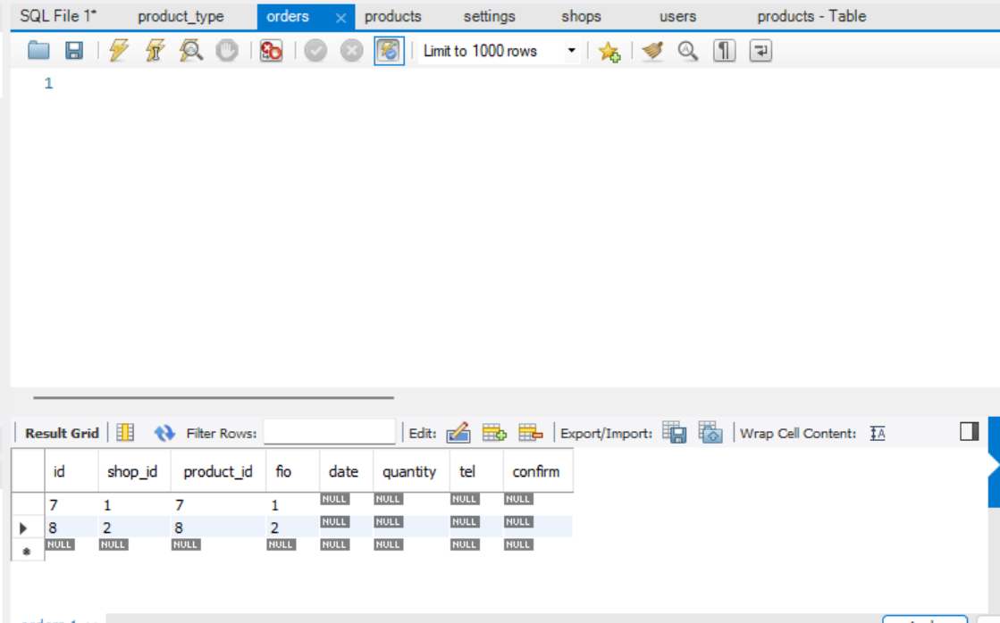 SQL File 1* product_type orders × products settings shops users products - Table
Limit to 1000 rows
1
Result Grid Filter Rows: Edit: Export/Import: Wrap Cell Content: IA
id shop_id product_id fio date quantity tel confirm
7 1 7 1 NULL NULL NULL NULL
8 2 8 2 NULL NULL NULL NULL
NULL NULL NULL NULL NULL NULL NULL NULL